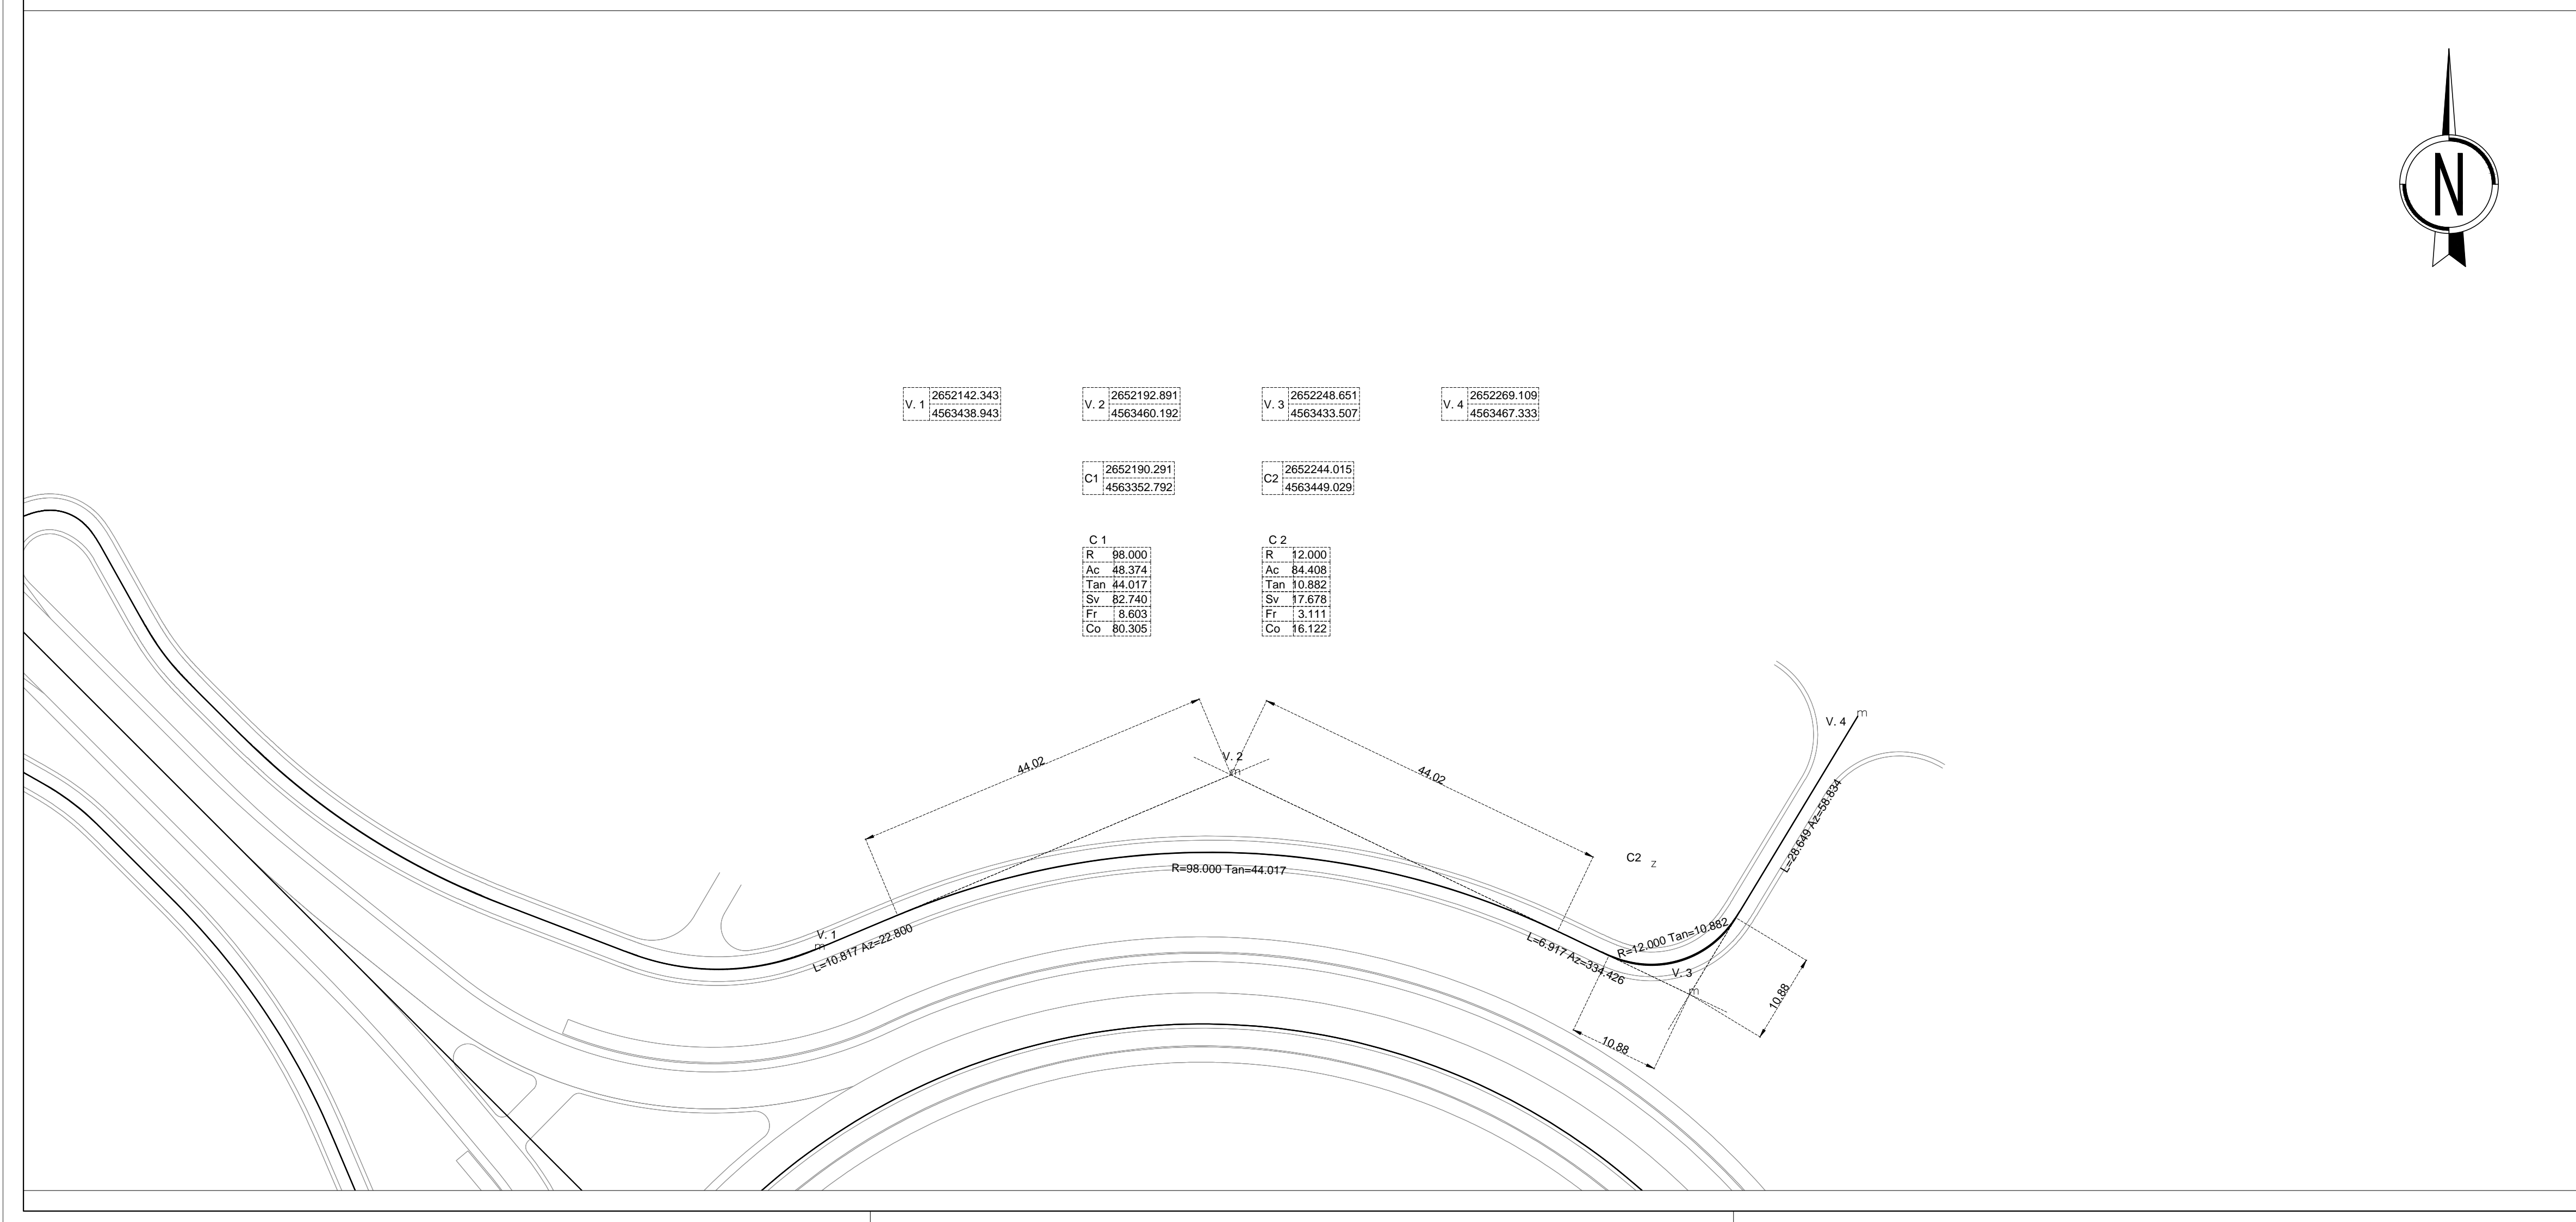 N
V. 1 2652142.343
4563438.943
V. 2 2652192.891
4563460.192
V. 3 2652248.651
4563433.507
V. 4 2652269.109
4563467.333
C1 2652190.291
4563352.792
C2 2652244.015
4563449.029
C 1
R 98.000
Ac 48.374
Tan 44.017
Sv 82.740
Fr 8.603
Co 80.305
C 2
R 12.000
Ac 84.408
Tan 10.882
Sv 17.678
Fr 3.111
Co 16.122
44.02
V. 2
m
44.02
V. 4
m
L=28.649 Az=58.834
C2 z
R=98.000 Tan=44.017
V. 1
m
L=10.817 Az=22.800
L=6.917 Az=334.426
R=12.000 Tan=10.882
V. 3
m
10.88
10.88